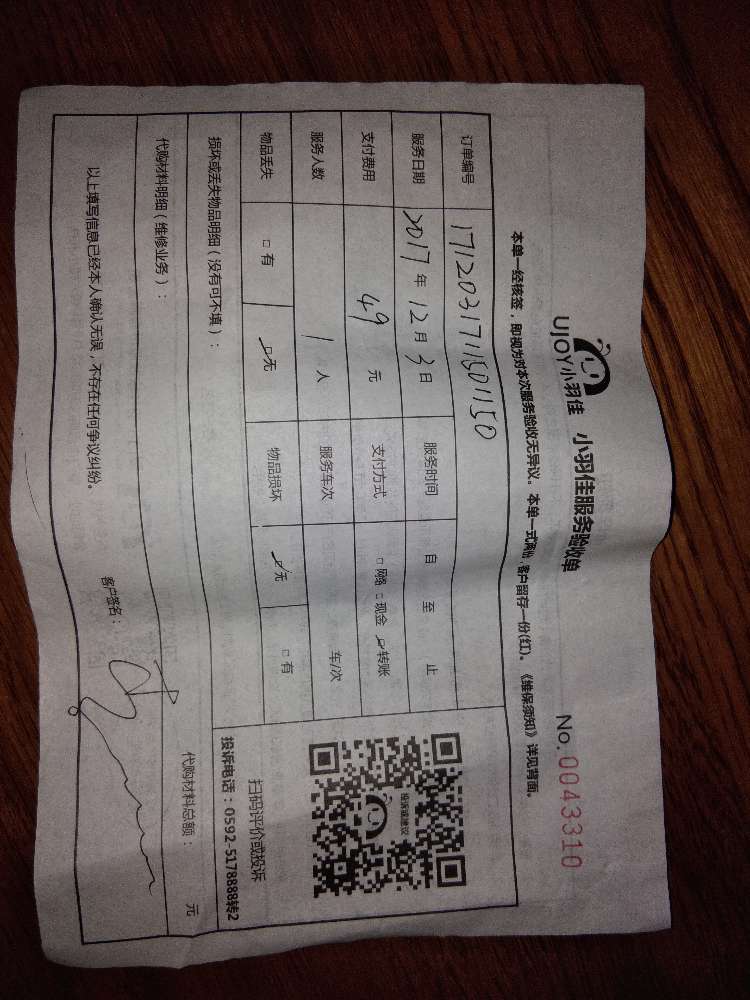 UJOY小羽佳 小羽佳服务验收单 No. 0043310
本单一经核签，即视为对本次服务验收无异议。本单一式两份，客户留存一份(红)。《维保须知》详见背面。
订单编号 1712031711501150
服务日期 2017年12月3日 服务时间 自 至 止
支付费用 49元 支付方式 □网络 □现金 ☑转账
服务人数 1人 服务车次 车/次
物品丢失 □有 ☑无 物品损坏 ☑无 □有
扫码评价或投诉
投诉电话：0592-5178888转2
损坏或丢失物品明细（没有可不填）：
代购材料明细（维修业务）： 代购材料总额： 元
以上填写信息已经本人确认无误，不存在任何争议纠纷。
客户签名：